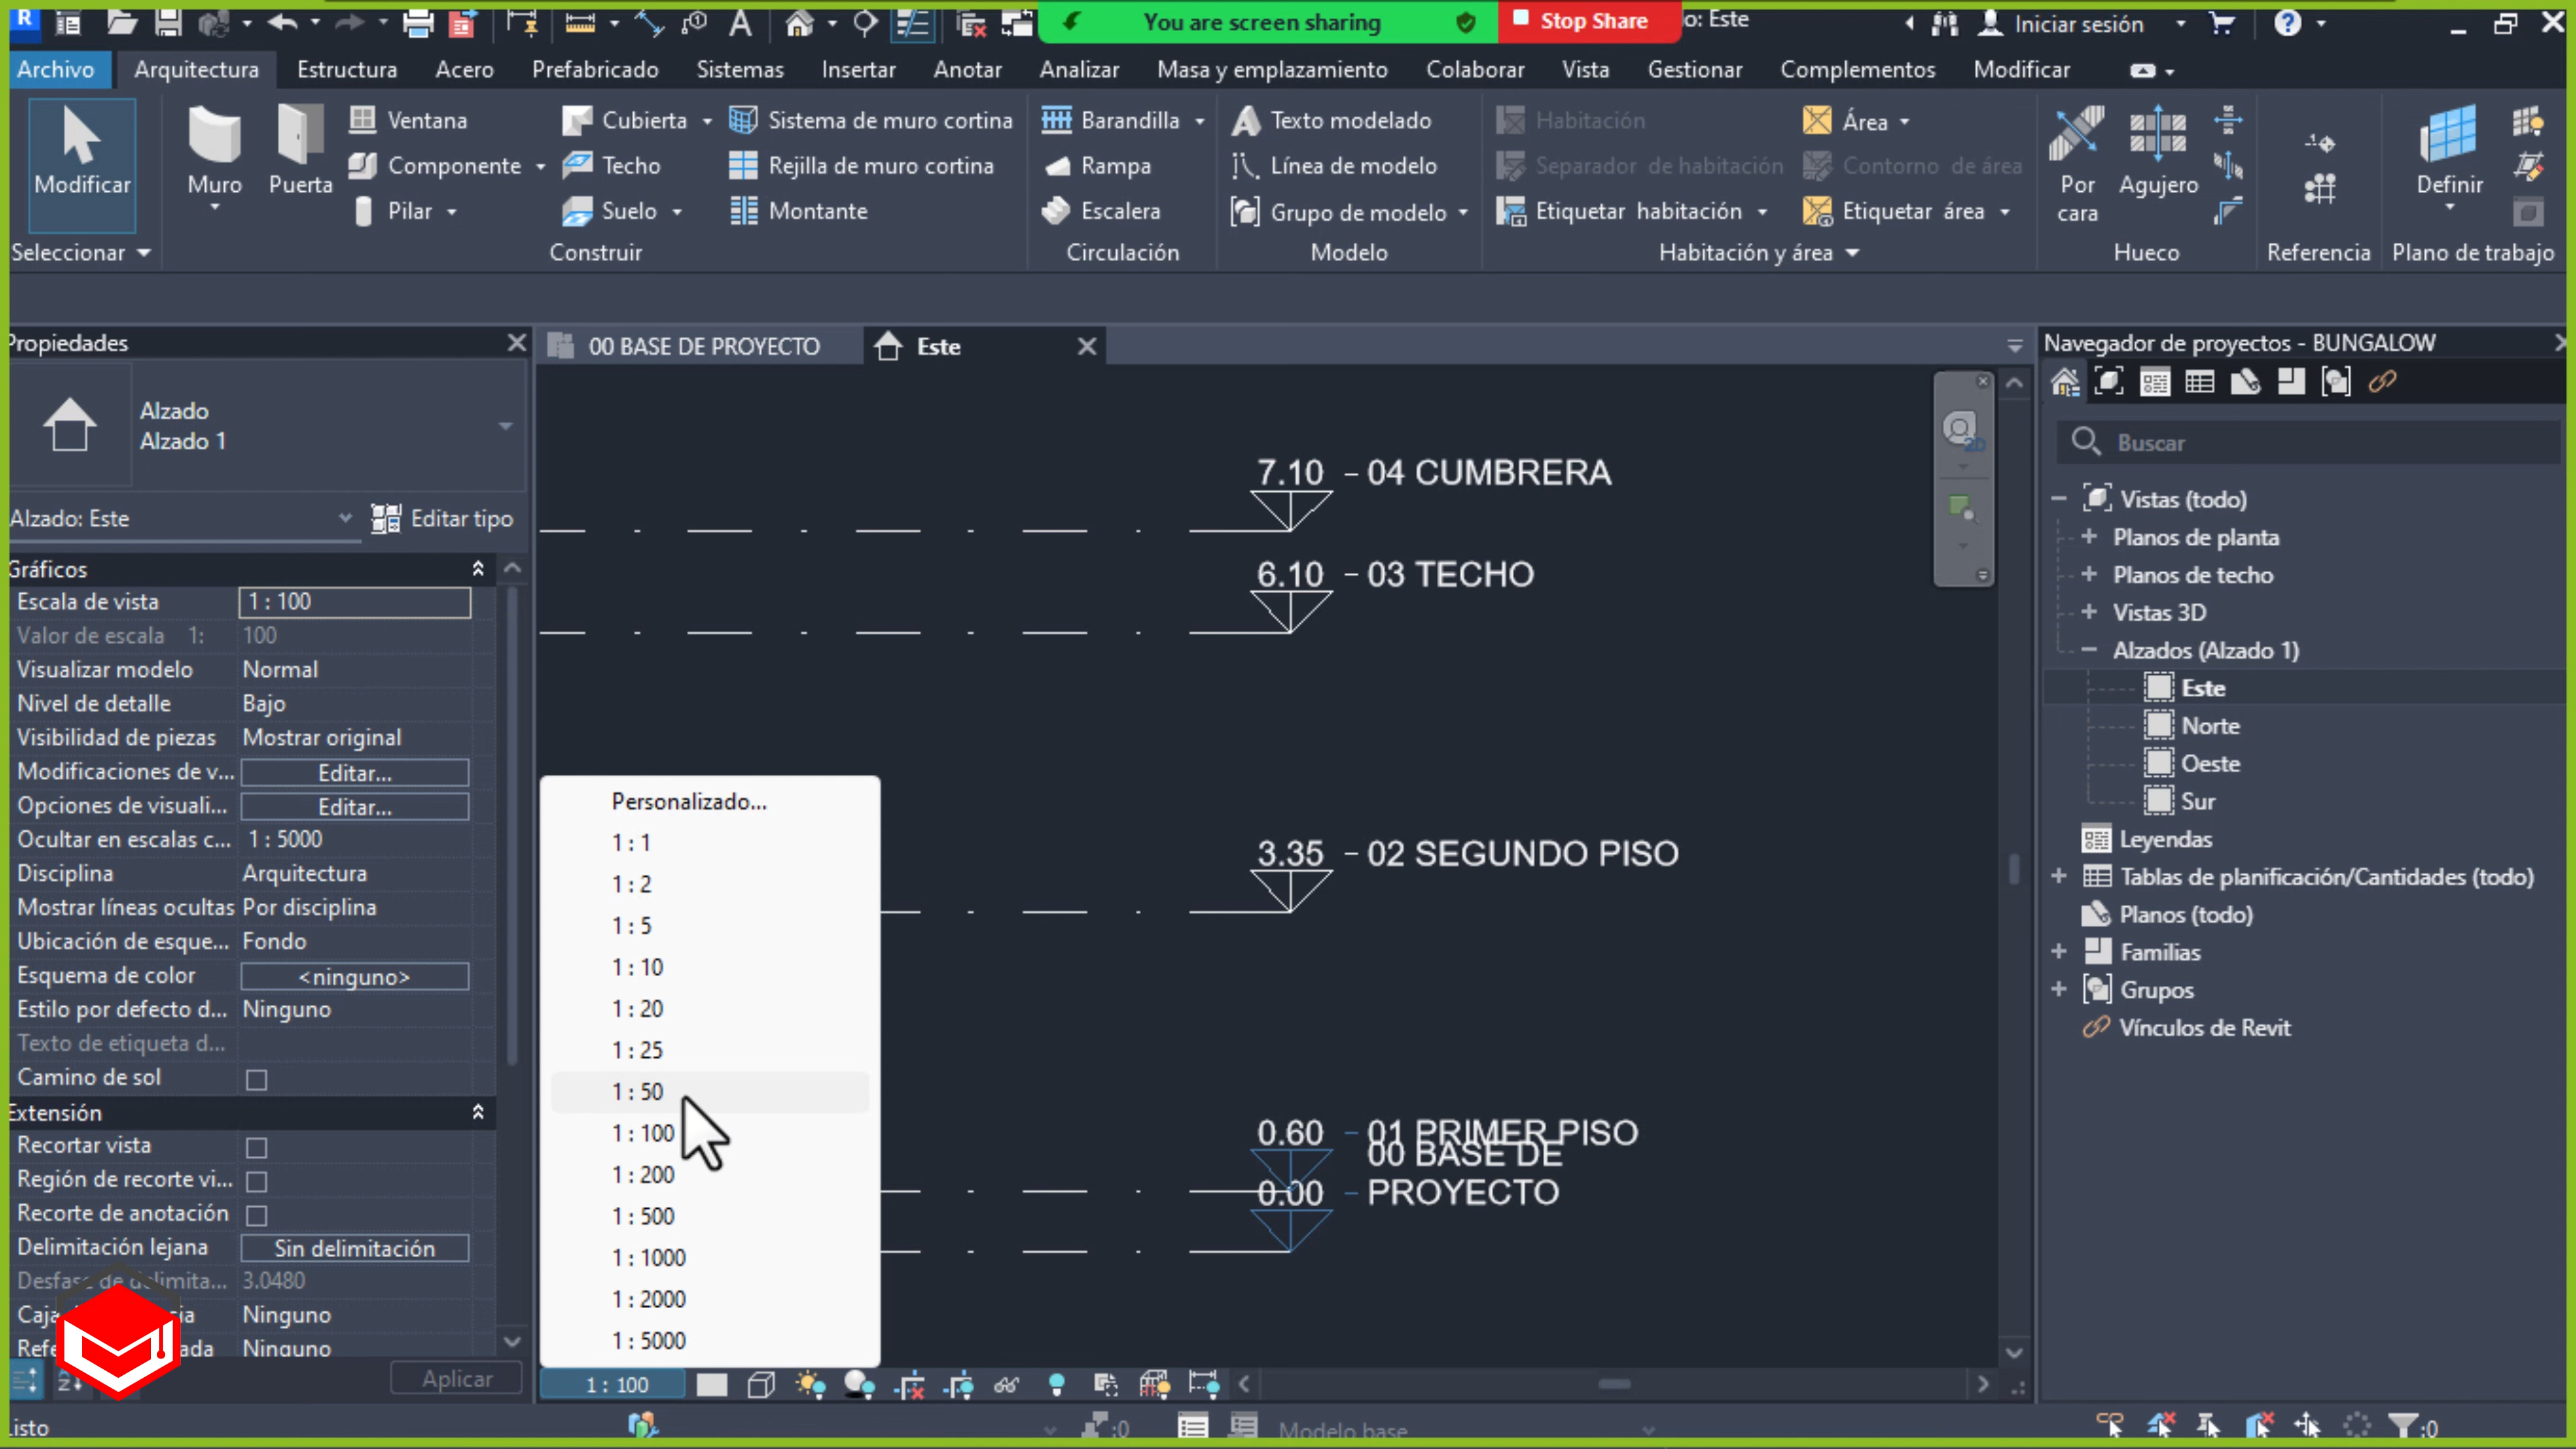 You are screen sharing
Stop Share
o: Este
Iniciar sesión
Archivo Arquitectura Estructura Acero Prefabricado Sistemas Insertar Anotar Analizar Masa y emplazamiento Colaborar Vista Gestionar Complementos Modificar
Modificar
Seleccionar
Muro
Puerta
Ventana
Componente
Pilar
Cubierta
Techo
Suelo
Sistema de muro cortina
Rejilla de muro cortina
Montante
Construir
Barandilla
Rampa
Escalera
Circulación
Texto modelado
Línea de modelo
Grupo de modelo
Modelo
Habitación
Separador de habitación
Etiquetar habitación
Área
Contorno de área
Etiquetar área
Habitación y área
Por
cara
Agujero
Hueco
Referencia
Definir
Plano de trabajo
Propiedades
Alzado
Alzado 1
Alzado: Este
Editar tipo
Gráficos
Escala de vista 1 : 100
Valor de escala 1: 100
Visualizar modelo Normal
Nivel de detalle Bajo
Visibilidad de piezas Mostrar original
Modificaciones de v... Editar...
Opciones de visuali... Editar...
Ocultar en escalas c... 1 : 5000
Disciplina Arquitectura
Mostrar líneas ocultas Por disciplina
Ubicación de esque... Fondo
Esquema de color <ninguno>
Estilo por defecto d... Ninguno
Texto de etiqueta d...
Camino de sol
Extensión
Recortar vista
Región de recorte vi...
Recorte de anotación
Delimitación lejana Sin delimitación
Desfase de delimita... 3.0480
Ninguno
Ninguno
Aplicar
00 BASE DE PROYECTO
Este
7.10 - 04 CUMBRERA
6.10 - 03 TECHO
3.35 - 02 SEGUNDO PISO
0.60 - 01 PRIMER PISO
00 BASE DE
0.00 - PROYECTO
Personalizado...
1 : 1
1 : 2
1 : 5
1 : 10
1 : 20
1 : 25
1 : 50
1 : 100
1 : 200
1 : 500
1 : 1000
1 : 2000
1 : 5000
1 : 100
Navegador de proyectos - BUNGALOW
Buscar
Vistas (todo)
Planos de planta
Planos de techo
Vistas 3D
Alzados (Alzado 1)
Este
Norte
Oeste
Sur
Leyendas
Tablas de planificación/Cantidades (todo)
Planos (todo)
Familias
Grupos
Vínculos de Revit
:0
Modelo base
:0